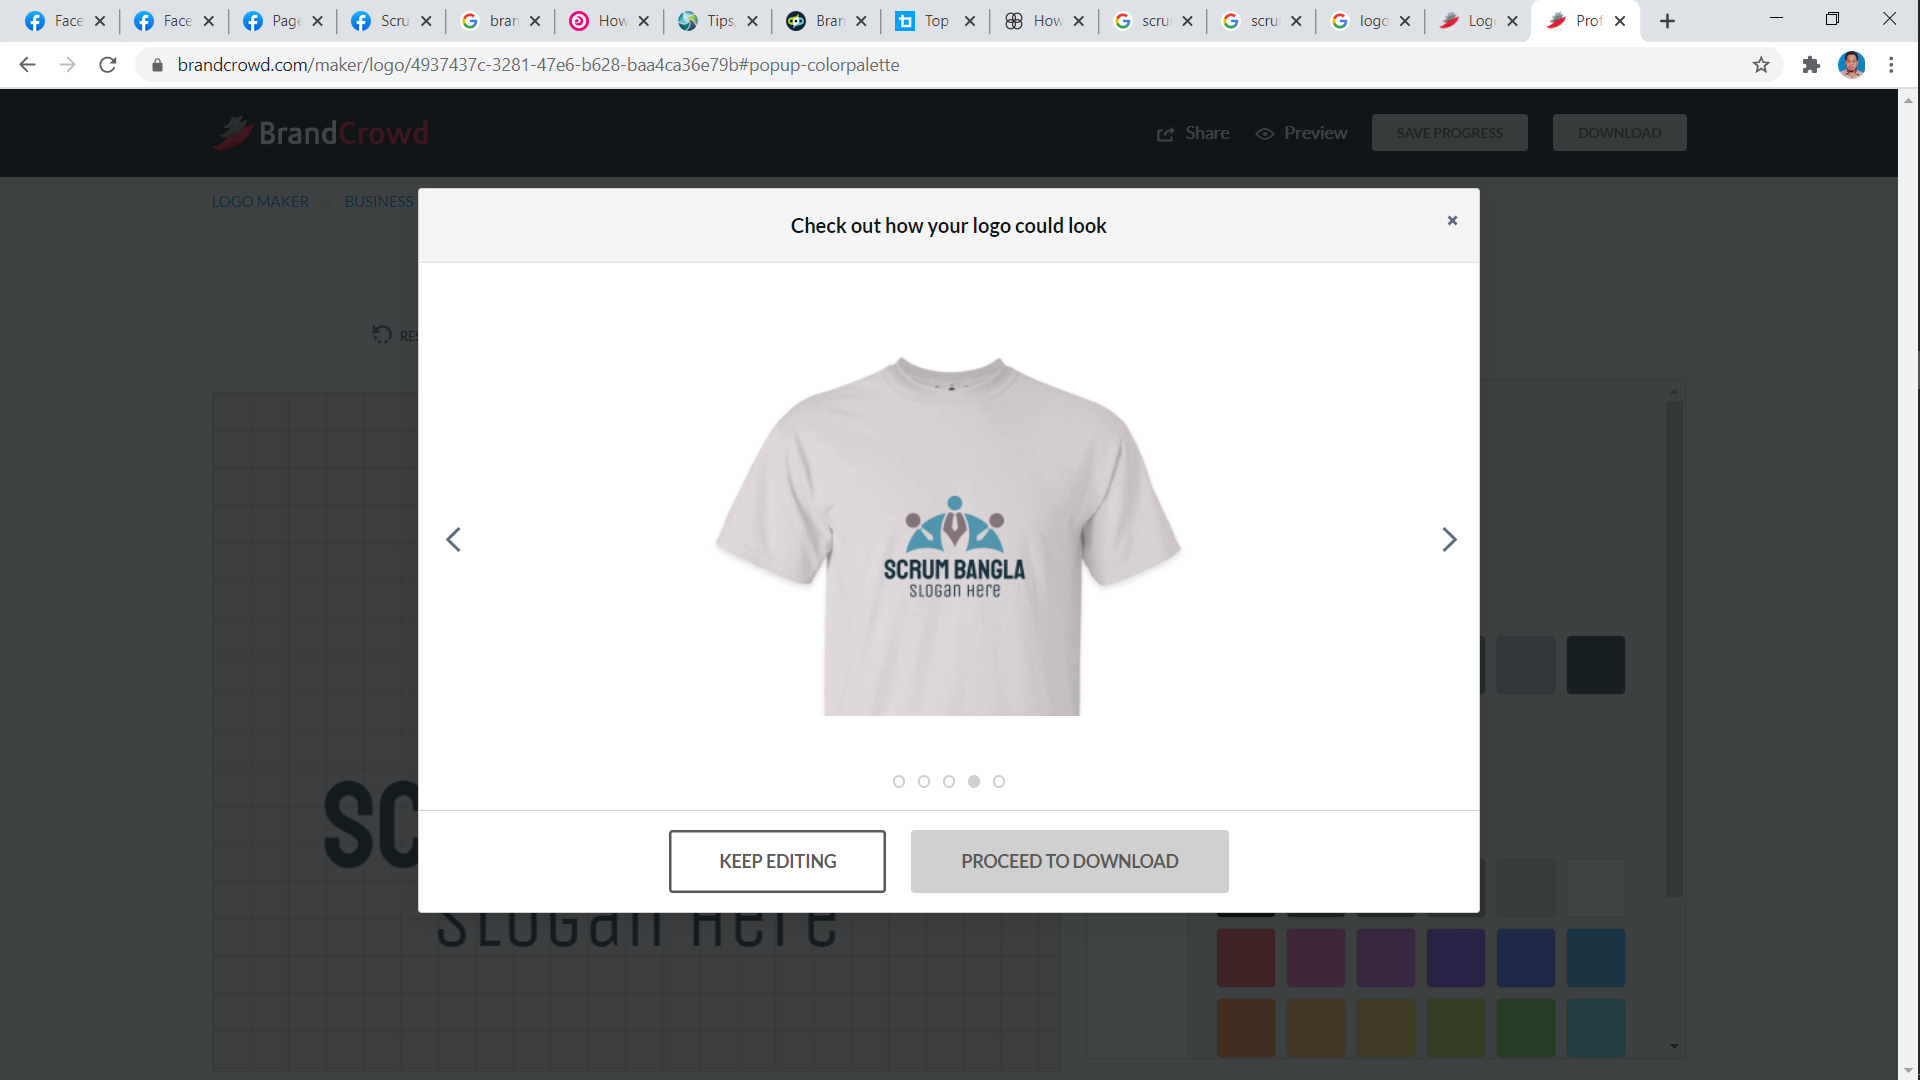 Face
Face
Page
Scru
bran
How
Tips,
Bran
Top
How
scru
scru
logo
Logo
Prof
brandcrowd.com/maker/logo/4937437c-3281-47e6-b628-baa4ca36e79b#popup-colorpalette
BrandCrowd
Share
Preview
SAVE PROGRESS
DOWNLOAD
LOGO MAKER // BUSINESS
Check out how your logo could look
RES
SCRUM BANGLA
SLOGan Here
SC
SLOGan Here
KEEP EDITING
PROCEED TO DOWNLOAD